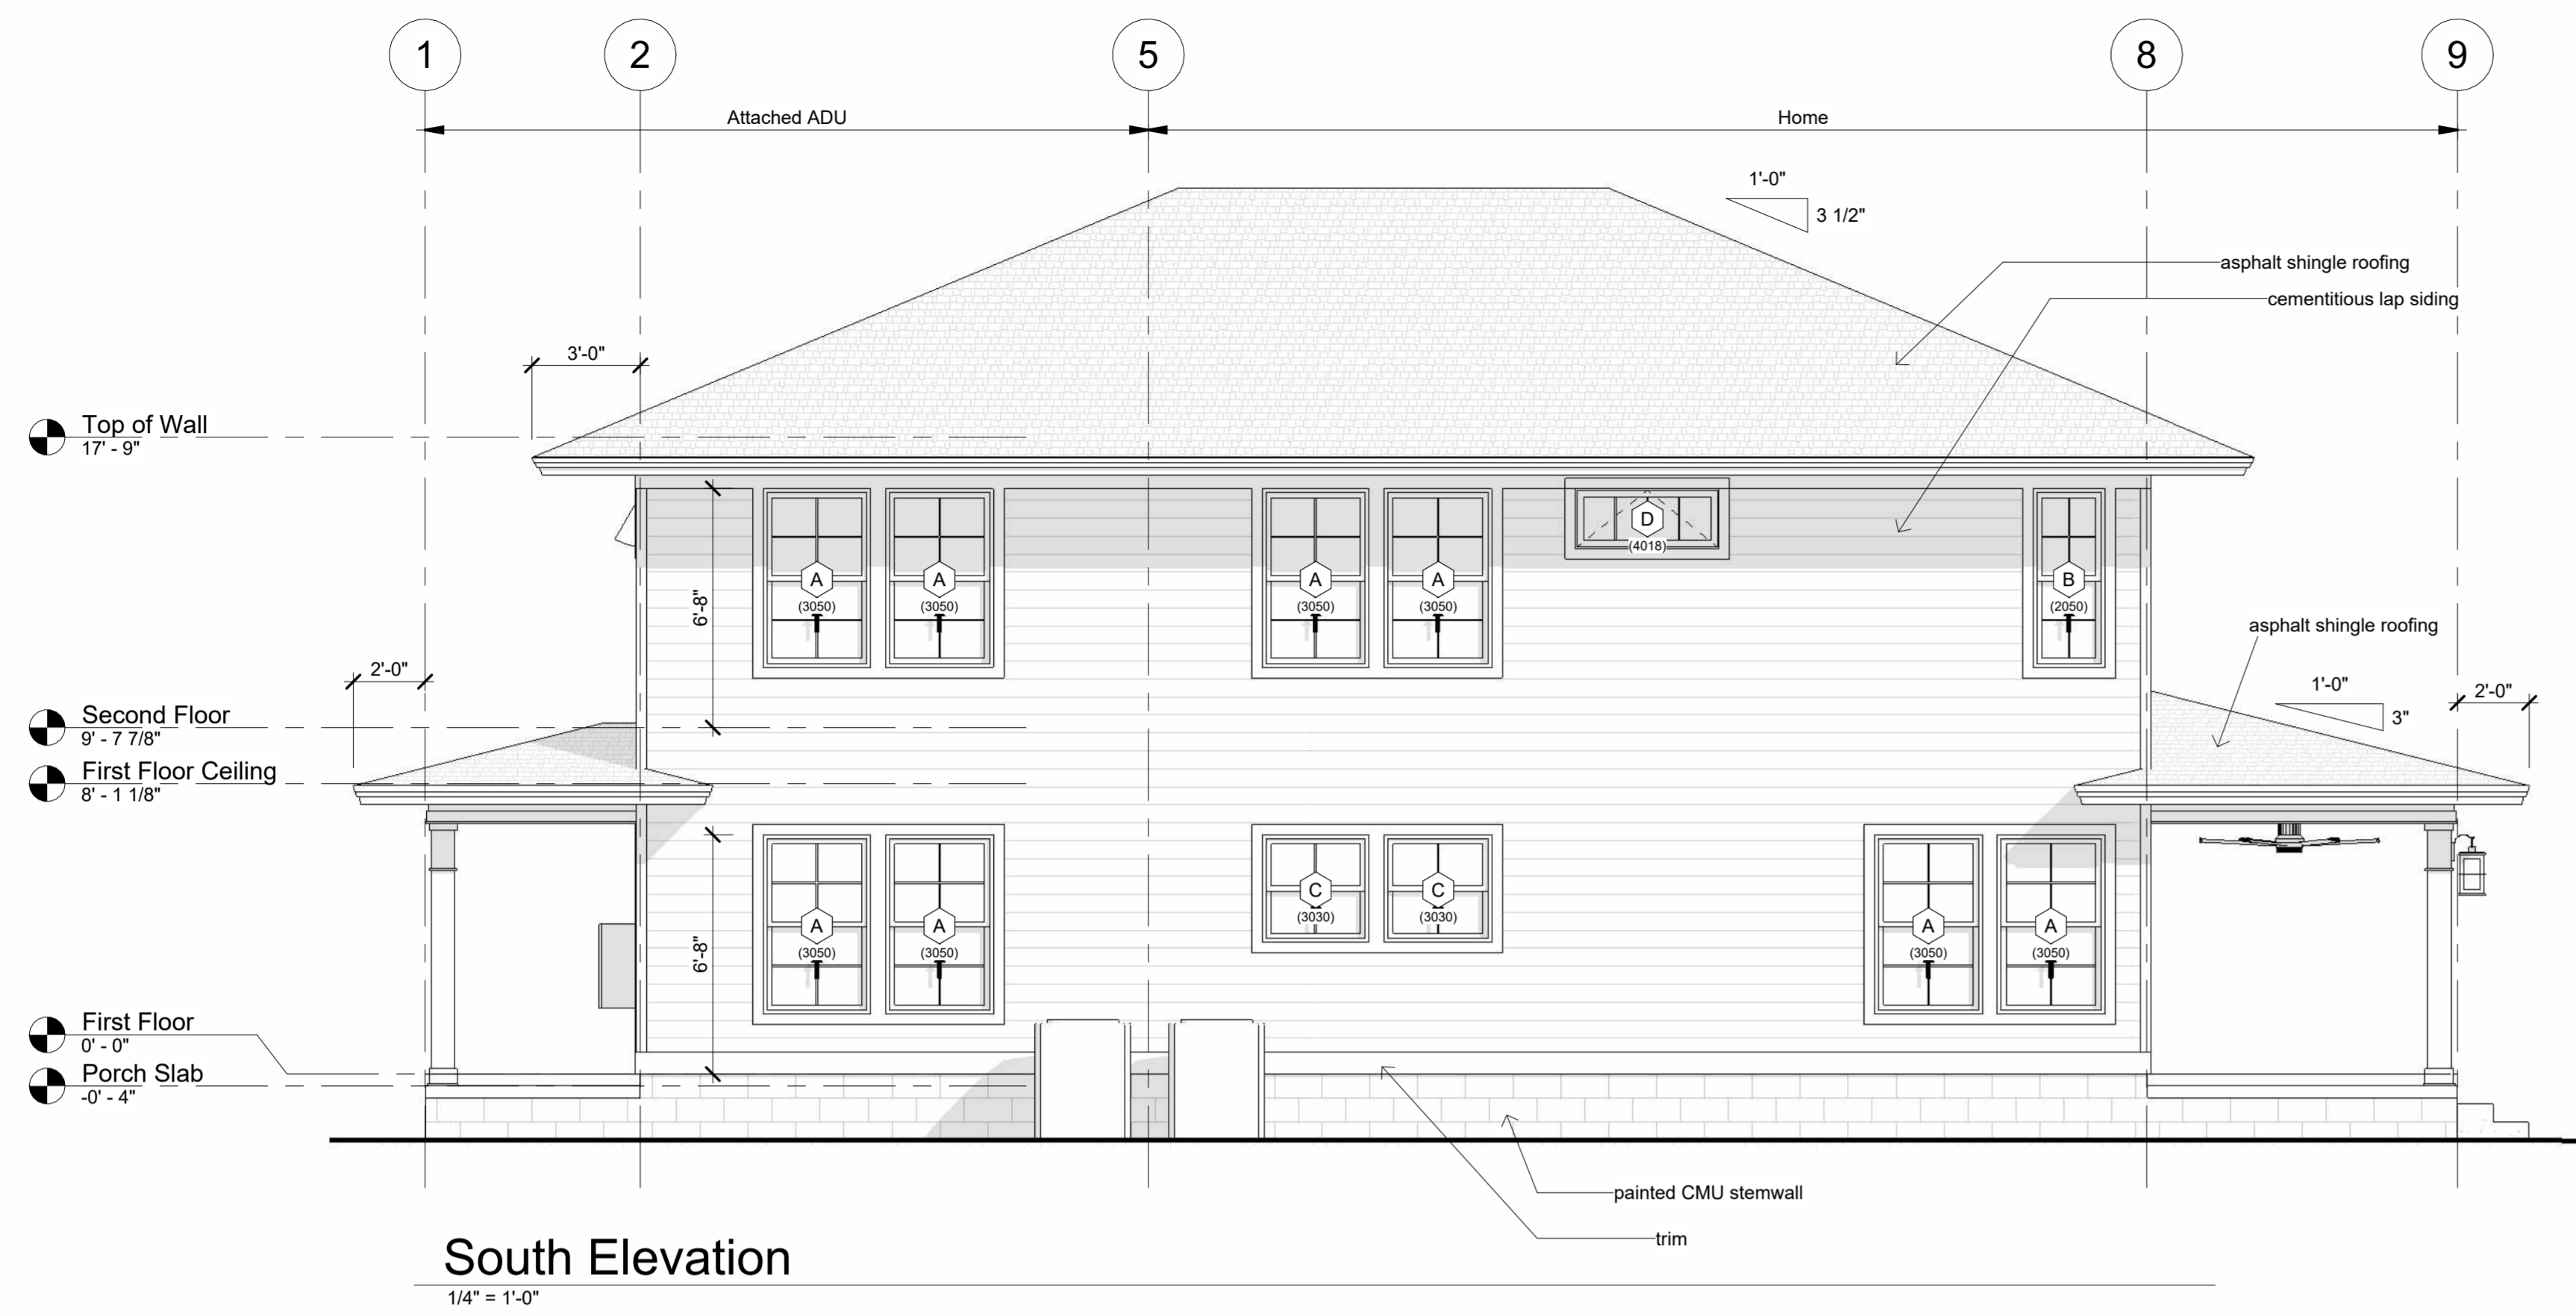 1
2
5
8
9
Attached ADU
Home
1'-0"
3 1/2"
asphalt shingle roofing
cementitious lap siding
3'-0"
Top of Wall
17' - 9"
D
(4018)
A
A
A
A
B
(3050)
(3050)
(3050)
(3050)
(2050)
6'-8"
asphalt shingle roofing
2'-0"
1'-0"
2'-0"
3"
Second Floor
9' - 7 7/8"
First Floor Ceiling
8' - 1 1/8"
C
C
(3030)
(3030)
A
A
A
A
(3050)
(3050)
(3050)
(3050)
6'-8"
First Floor
0' - 0"
Porch Slab
-0' - 4"
painted CMU stemwall
trim
South Elevation
1/4" = 1'-0"